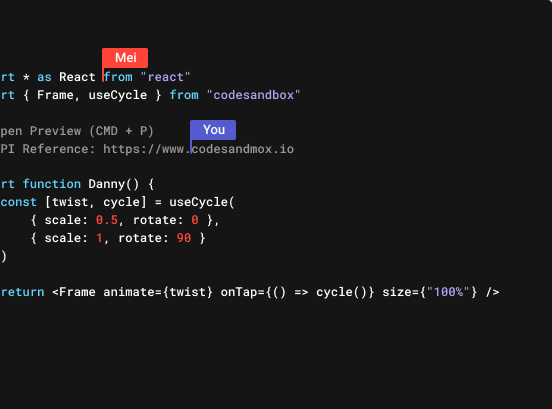 Mei
rt * as React from "react"
rt { Frame, useCycle } from "codesandbox"
You
pen Preview (CMD + P)
PI Reference: https://www.codesandmox.io
rt function Danny() {
const [twist, cycle] = useCycle(
{ scale: 0.5, rotate: 0 },
{ scale: 1, rotate: 90 }
)
return <Frame animate={twist} onTap={() => cycle()} size={"100%"} />